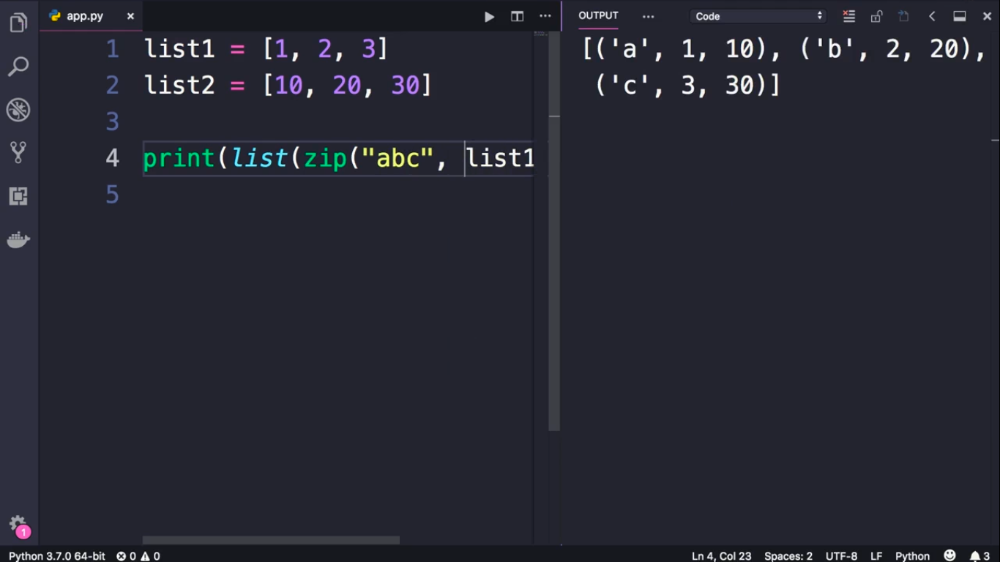 app.py
OUTPUT
Code
1 list1 = [1, 2, 3]
2 list2 = [10, 20, 30]
3
4 print(list(zip("abc", list1
5
[('a', 1, 10), ('b', 2, 20),
('c', 3, 30)]
1
Python 3.7.0 64-bit 0 0
Ln 4, Col 23 Spaces: 2 UTF-8 LF Python 3